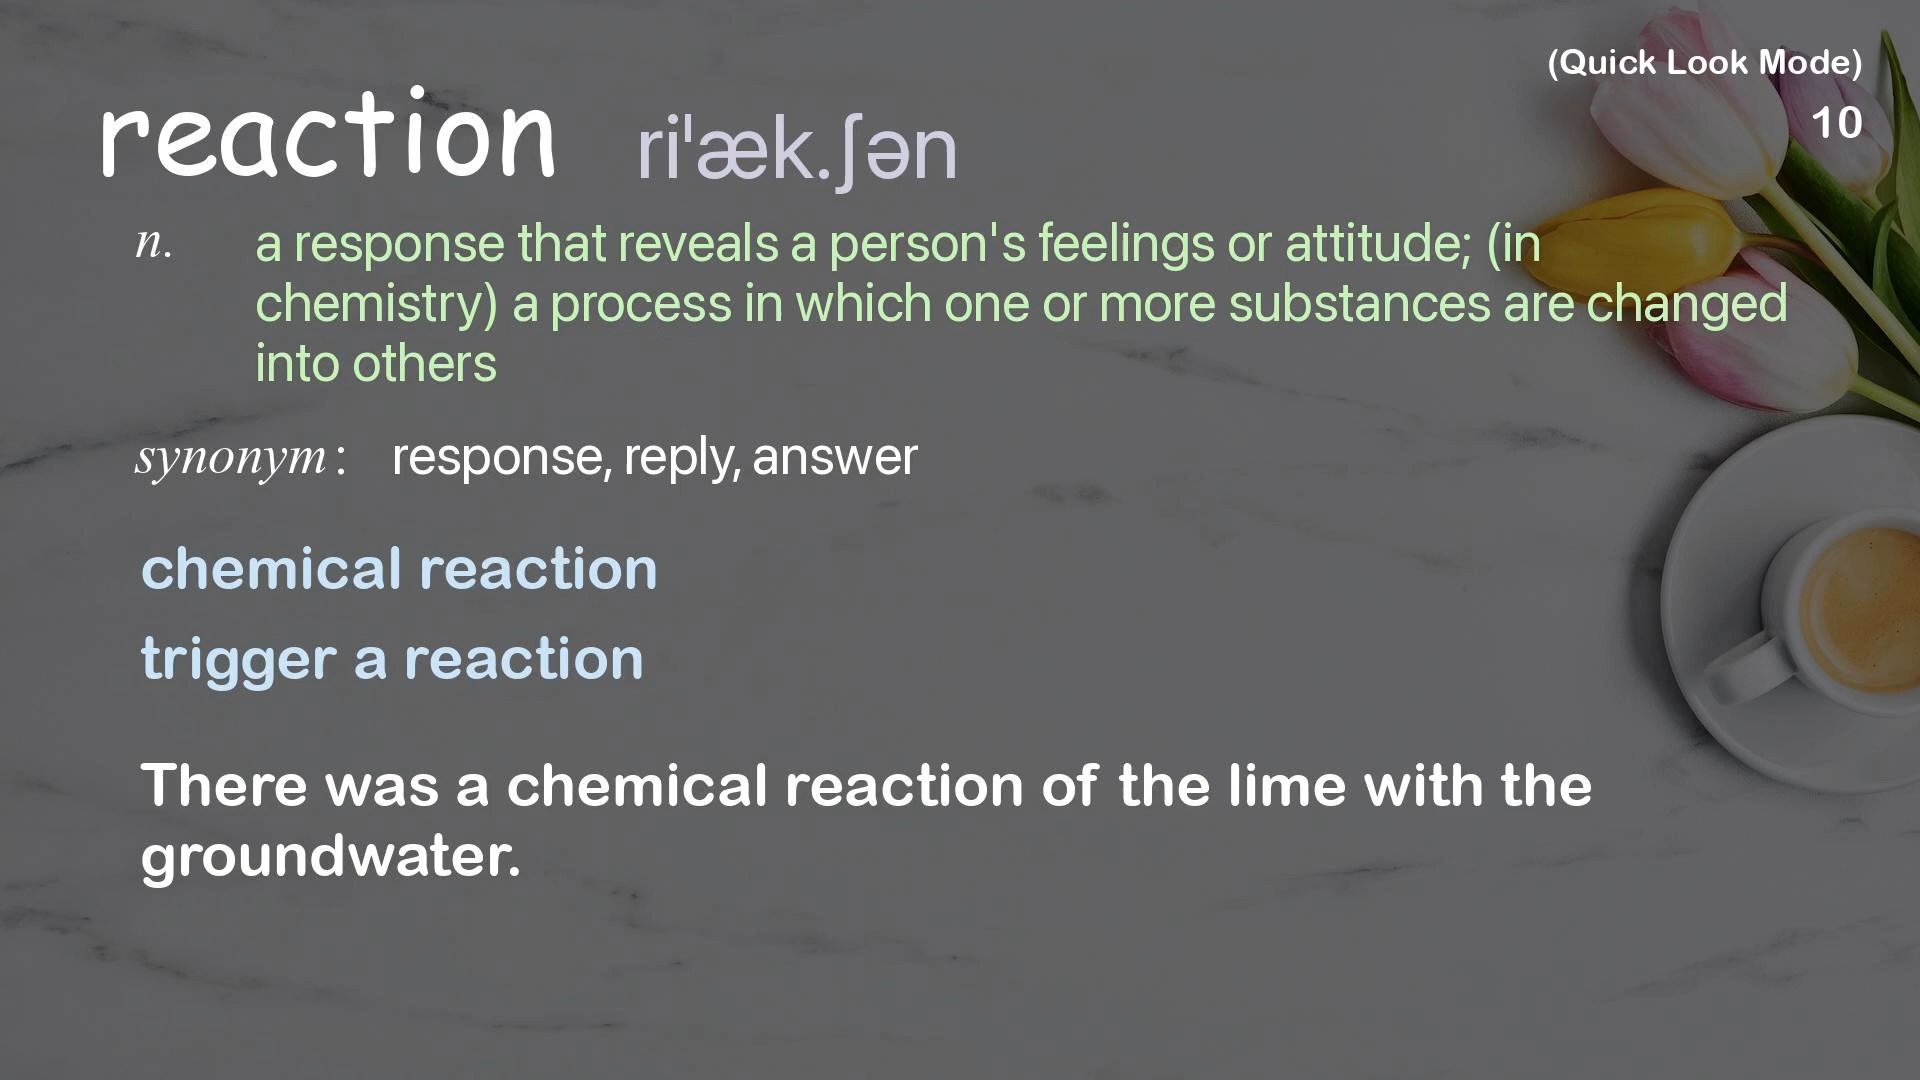 (Quick Look Mode)
10
reaction riˈæk.ʃən
n. a response that reveals a person's feelings or attitude; (in
chemistry) a process in which one or more substances are changed
into others
synonym: response, reply, answer
chemical reaction
trigger a reaction
There was a chemical reaction of the lime with the
groundwater.